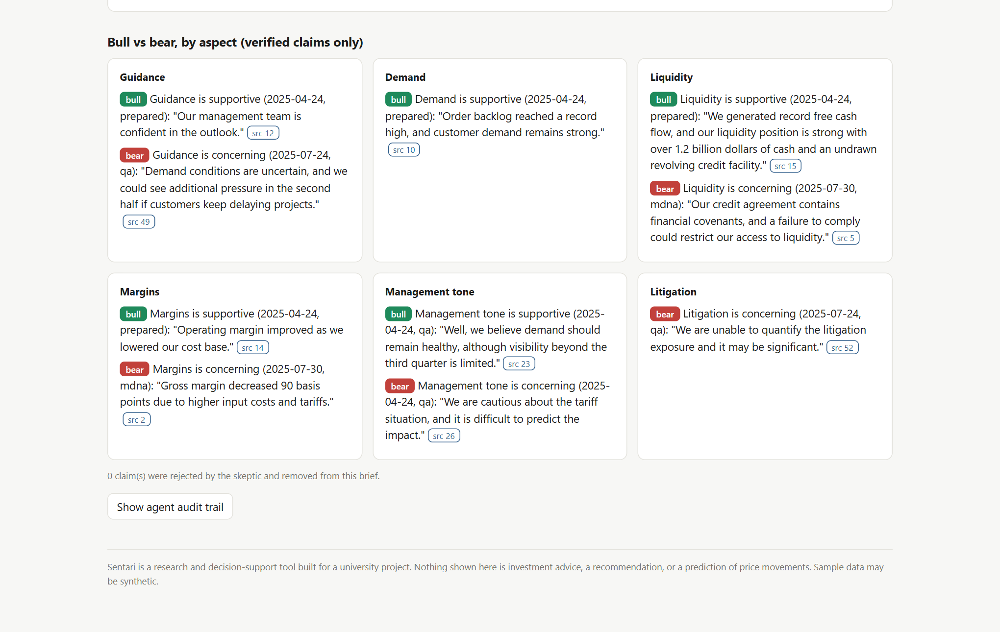 Bull vs bear, by aspect (verified claims only)
Guidance
bull Guidance is supportive (2025-04-24,
prepared): "Our management team is
confident in the outlook." src 12
bear Guidance is concerning (2025-07-24,
qa): "Demand conditions are uncertain, and we
could see additional pressure in the second
half if customers keep delaying projects."
src 49
Demand
bull Demand is supportive (2025-04-24,
prepared): "Order backlog reached a record
high, and customer demand remains strong."
src 10
Liquidity
bull Liquidity is supportive (2025-04-24,
prepared): "We generated record free cash
flow, and our liquidity position is strong with
over 1.2 billion dollars of cash and an undrawn
revolving credit facility." src 15
bear Liquidity is concerning (2025-07-30,
mdna): "Our credit agreement contains
financial covenants, and a failure to comply
could restrict our access to liquidity." src 5
Margins
bull Margins is supportive (2025-04-24,
prepared): "Operating margin improved as we
lowered our cost base." src 14
bear Margins is concerning (2025-07-30,
mdna): "Gross margin decreased 90 basis
points due to higher input costs and tariffs."
src 2
Management tone
bull Management tone is supportive (2025-
04-24, qa): "Well, we believe demand should
remain healthy, although visibility beyond the
third quarter is limited." src 23
bear Management tone is concerning (2025-
04-24, qa): "We are cautious about the tariff
situation, and it is difficult to predict the
impact." src 26
Litigation
bear Litigation is concerning (2025-07-24,
qa): "We are unable to quantify the litigation
exposure and it may be significant." src 52
0 claim(s) were rejected by the skeptic and removed from this brief.
Show agent audit trail
Sentari is a research and decision-support tool built for a university project. Nothing shown here is investment advice, a recommendation, or a prediction of price movements. Sample data may
be synthetic.